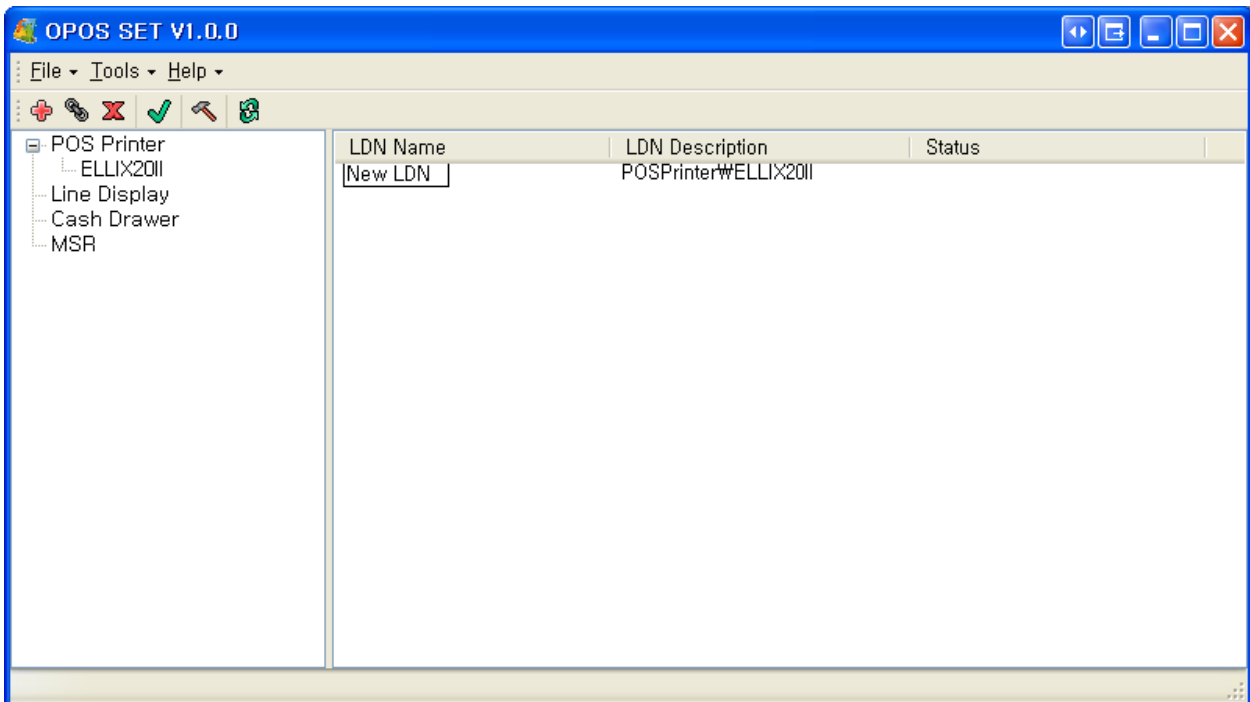 OPOS SET V1.0.0
File Tools Help
POS Printer
ELLIX20II
Line Display
Cash Drawer
MSR
LDN Name LDN Description Status
New LDN POSPrinter₩ELLIX20II